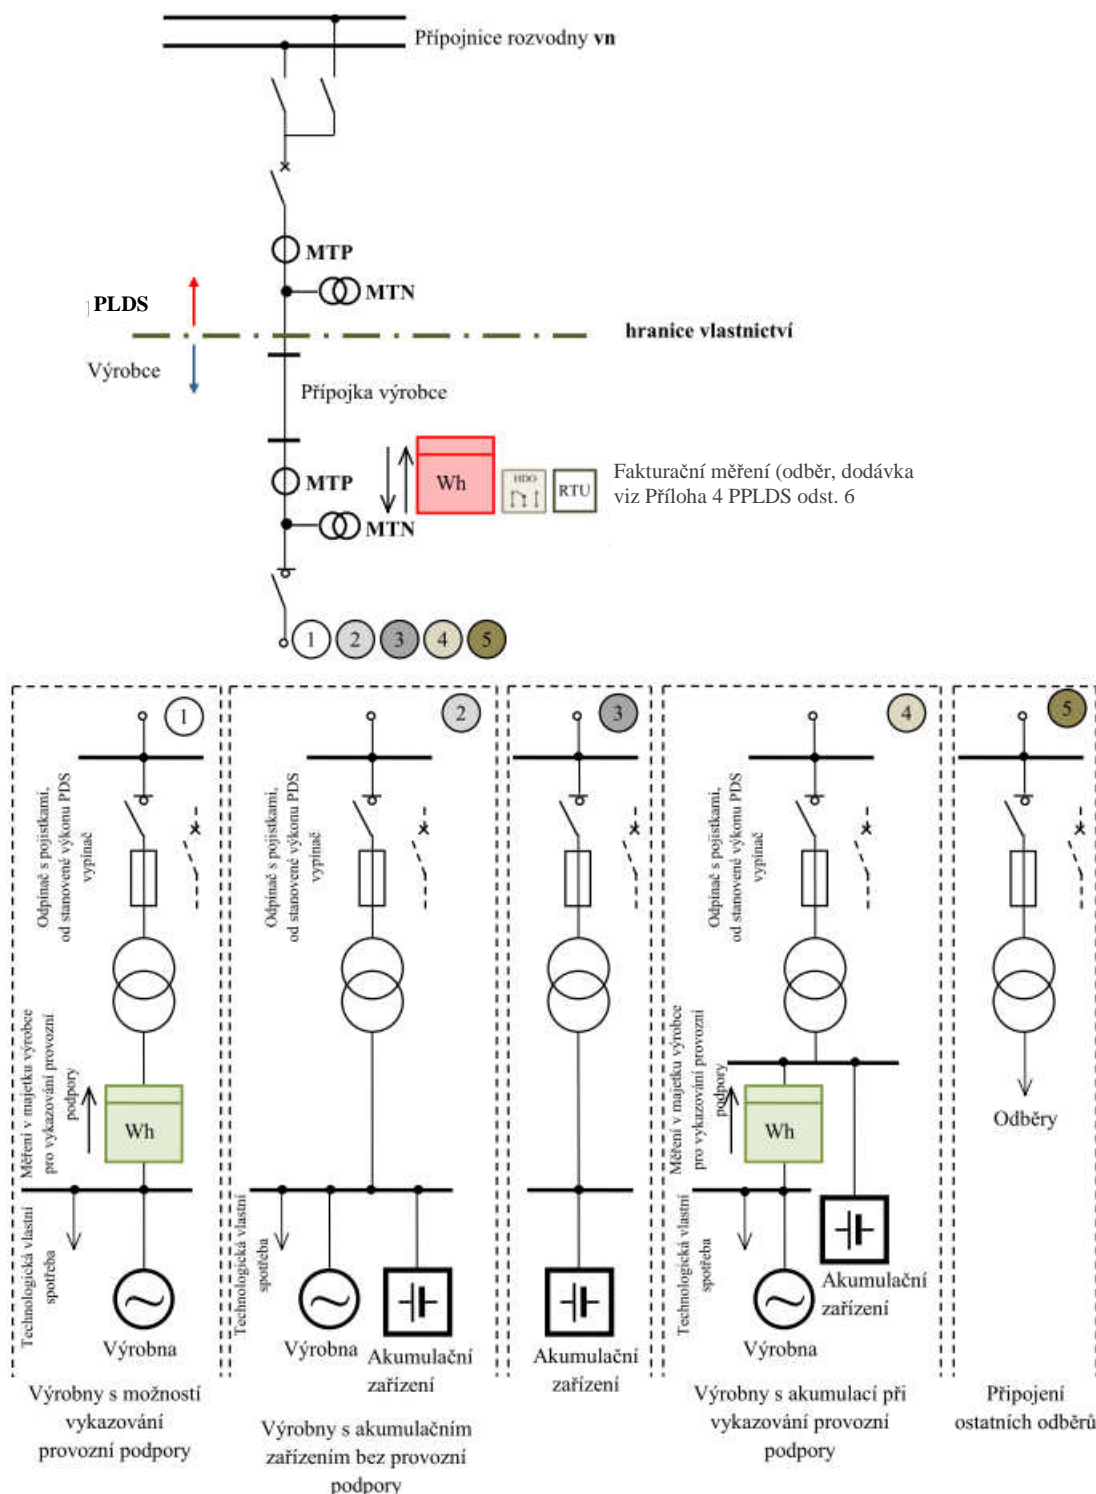 Přípojnice rozvodny vn
MTP
MTN
PLDS
hranice vlastnictví
Výrobce
Přípojka výrobce
MTP
Wh
HDO
RTU
Fakturační měření (odběr, dodávka
viz Příloha 4 PPLDS odst. 6
MTN
1
2
3
4
5
1
Odpínač s pojistkami,
od stanovené výkonu PDS
vypínač
Měření v majetku výrobce
pro vykazování provozní
podpory
Wh
Technologická vlastní
spotřeba
Výrobna
Výrobny s možností
vykazování
provozní podpory
2
Odpínač s pojistkami,
od stanovené výkonu PDS
vypínač
Technologická vlastní
spotřeba
Výrobna
Akumulační
zařízení
Výrobny s akumulačním
zařízením bez provozní
podpory
3
Akumulační
zařízení
4
Odpínač s pojistkami,
od stanovené výkonu PDS
vypínač
Měření v majetku výrobce
pro vykazování provozní
podpory
Wh
Technologická vlastní
spotřeba
Výrobna
Akumulační
zařízení
Výrobny s akumulací při
vykazování provozní
podpory
5
Odběry
Připojení
ostatních odběrů